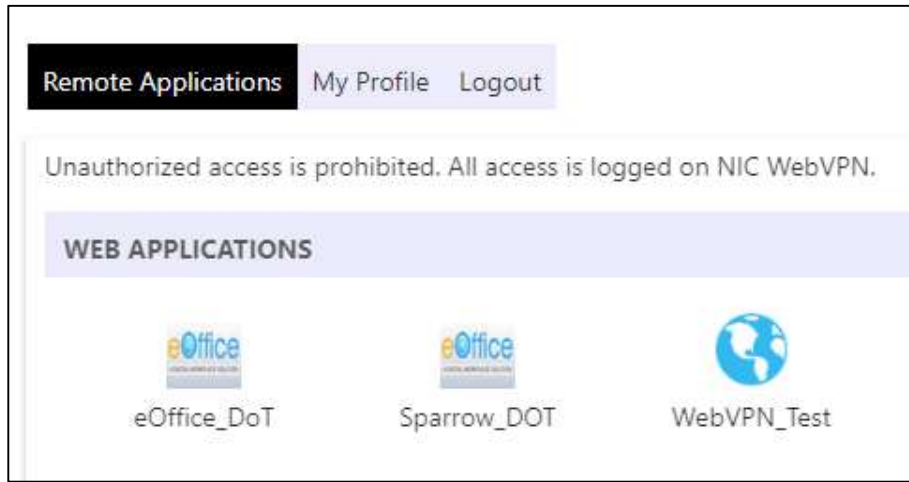 Remote Applications My Profile Logout
Unauthorized access is prohibited. All access is logged on NIC WebVPN.
WEB APPLICATIONS
eOffice eOffice
eOffice_DoT Sparrow_DOT WebVPN_Test